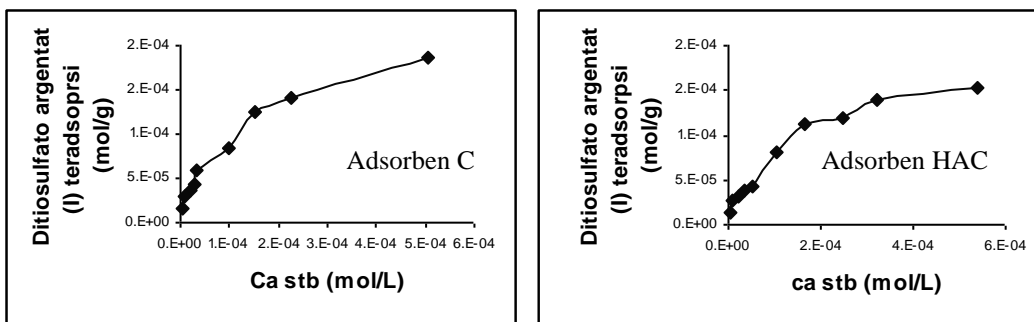 Ditiosulfato argentat
(I) teradsoprsi
(mol/g)
2.E-04
2.E-04
1.E-04
5.E-05
0.E+00
Adsorben C
0.E+00 1.E-04 2.E-04 3.E-04 4.E-04 5.E-04 6.E-04
Ca stb (mol/L)
Ditiosulfato argentat
(I) teradsorpsi
(mol/g)
2.E-04
2.E-04
1.E-04
5.E-05
0.E+00
Adsorben HAC
0.E+00 2.E-04 4.E-04 6.E-04
ca stb (mol/L)